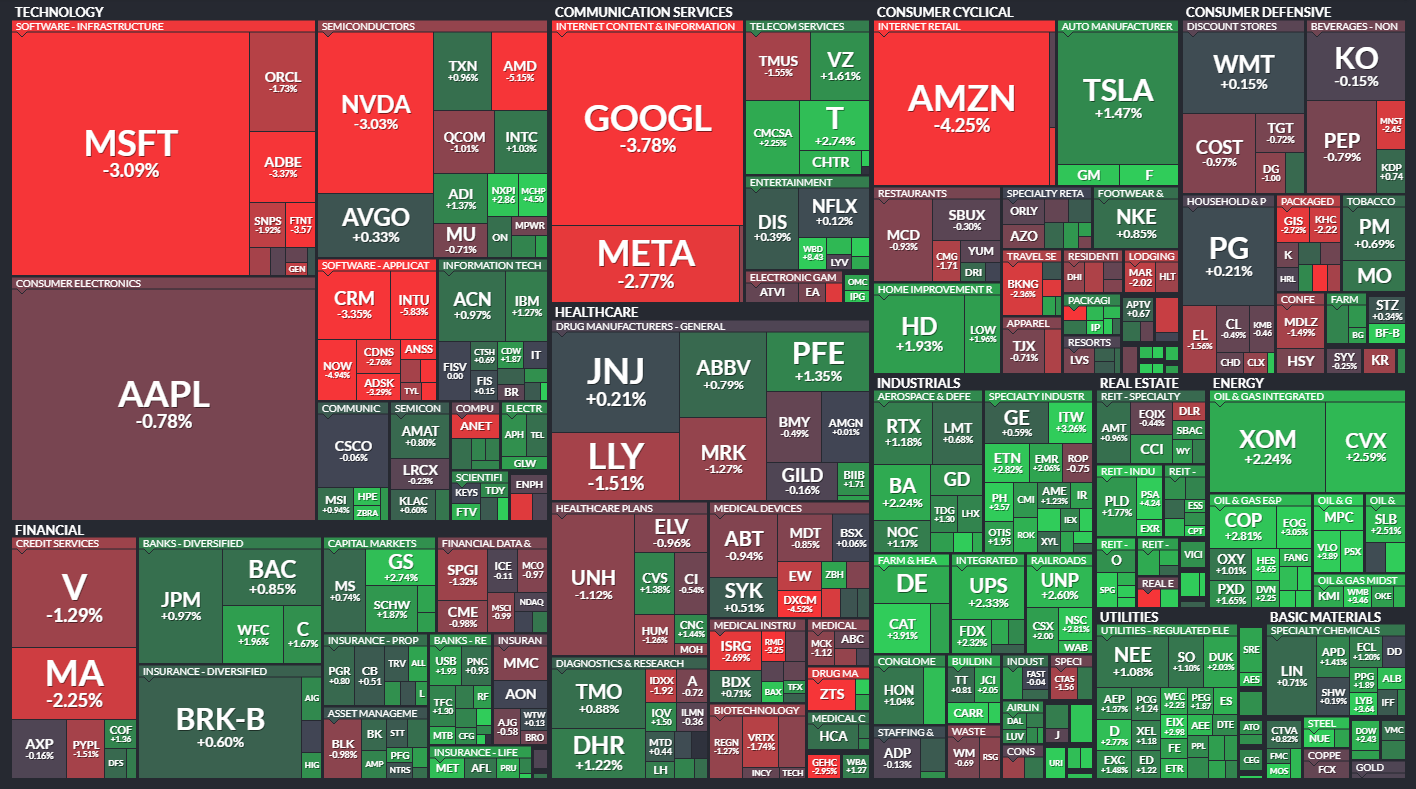 TECHNOLOGY
SOFTWARE - INFRASTRUCTURE
MSFT
-3.09%
ORCL
-1.73%
ADBE
-3.37%
SNPS
-1.92%
FTNT
-3.57
GEN
CONSUMER ELECTRONICS
AAPL
-0.78%
SEMICONDUCTORS
NVDA
-3.03%
TXN
+0.96%
AMD
-5.15%
QCOM
-1.01%
INTC
+1.03%
AVGO
+0.33%
ADI
+1.37%
NXPI
+2.86
MCHP
+4.50
MU
-0.71%
ON
MPWR
SOFTWARE - APPLICAT
CRM
-3.35%
INTU
-5.83%
NOW
-4.94%
CDNS
-2.76%
ANSS
ADSK
-3.29%
TYL
INFORMATION TECH
ACN
+0.97%
IBM
+1.27%
FISV
0.00
CTSH
+0.69
CDW
+1.87
IT
FIS
+0.15
BR
COMMUNIC
CSCO
-0.06%
MSI
+0.94%
HPE
ZBRA
SEMICON
AMAT
+0.80%
LRCX
-0.23%
KLAC
+0.60%
COMPU
ANET
ELECTR
APH
TEL
GLW
SCIENTIFI
KEYS
TDY
FTV
ENPH
FINANCIAL
CREDIT SERVICES
V
-1.29%
MA
-2.25%
AXP
-0.16%
PYPL
-1.51%
COF
+1.36
DFS
BANKS - DIVERSIFIED
JPM
+0.97%
BAC
+0.85%
WFC
+1.96%
C
+1.67%
INSURANCE - DIVERSIFIED
BRK-B
+0.60%
AIG
HIG
CAPITAL MARKETS
MS
+0.74%
GS
+2.74%
SCHW
+1.87%
FINANCIAL DATA &
SPGI
-1.32%
ICE
-0.11
MCO
-0.97
CME
-0.98%
MSCI
-0.99
NDAQ
INSURANCE - PROP
PGR
+0.80
CB
+0.51
TRV
ALL
L
BANKS - RE
USB
+1.93
PNC
+0.93
TFC
+1.30
RF
MTB
CFG
INSURAN
MMC
AON
AJG
-0.58
WTW
+0.13
BRO
ASSET MANAGEME
BLK
-0.98%
BK
STT
AMP
PFG
NTRS
INSURANCE - LIFE
MET
AFL
PRU
COMMUNICATION SERVICES
INTERNET CONTENT & INFORMATION
GOOGL
-3.78%
META
-2.77%
TELECOM SERVICES
TMUS
-1.55%
VZ
+1.61%
CMCSA
+2.25%
T
+2.74%
CHTR
ENTERTAINMENT
DIS
+0.39%
NFLX
+0.12%
WBD
+8.43
LYV
ELECTRONIC GAM
ATVI
EA
OMC
IPG
HEALTHCARE
DRUG MANUFACTURERS - GENERAL
JNJ
+0.21%
ABBV
+0.79%
PFE
+1.35%
LLY
-1.51%
MRK
-1.27%
BMY
-0.49%
AMGN
+0.01%
GILD
-0.16%
BIIB
+1.71
HEALTHCARE PLANS
UNH
-1.12%
ELV
-0.96%
CVS
+1.38%
CI
-0.54%
HUM
-1.26%
CNC
+1.44%
MOH
MEDICAL DEVICES
ABT
-0.94%
MDT
-0.85%
BSX
+0.06%
SYK
+0.51%
EW
ZBH
DXCM
-4.52%
DIAGNOSTICS & RESEARCH
TMO
+0.88%
IDXX
-1.92
A
-0.72
DHR
+1.22%
IQV
+1.50
ILMN
-0.36
MTD
+0.44
LH
MEDICAL INSTRU
ISRG
-2.69%
RMD
-3.25
BDX
+0.71%
BAX
TFX
MEDICAL
MCK
-1.12
ABC
DRUG MA
ZTS
BIOTECHNOLOGY
REGN
-1.27%
VRTX
-1.74%
INCY
TECH
MEDICAL C
HCA
GEHC
-2.95%
WBA
+1.27
CONSUMER CYCLICAL
INTERNET RETAIL
AMZN
-4.25%
AUTO MANUFACTURER
TSLA
+1.47%
GM
F
RESTAURANTS
MCD
-0.93%
SBUX
-0.30%
CMG
-1.71
YUM
DRI
SPECIALTY RETA
ORLY
AZO
FOOTWEAR &
NKE
+0.85%
HOME IMPROVEMENT R
HD
+1.93%
LOW
+1.96%
TRAVEL SE
BKNG
-2.36%
RESIDENTI
DHI
LODGING
MAR
-2.02
HLT
PACKAGI
IP
APTV
+0.67
APPAREL
TJX
-0.71%
RESORTS
LVS
CONSUMER DEFENSIVE
DISCOUNT STORES
WMT
+0.15%
COST
-0.97%
TGT
-0.72%
DG
-1.00
BEVERAGES - NON
KO
-0.15%
PEP
-0.79%
MNST
-2.45
KDP
+0.74
HOUSEHOLD & P
PG
+0.21%
EL
-1.56%
CL
-0.49%
KMB
-0.46
CHD
CLX
PACKAGED
GIS
-2.72%
KHC
-2.22
K
HRL
TOBACCO
PM
+0.69%
MO
CONFE
MDLZ
-1.49%
HSY
FARM
BG
STZ
+0.34%
BF-B
SYY
-0.25%
KR
INDUSTRIALS
AEROSPACE & DEFE
RTX
+1.18%
LMT
+0.68%
BA
+2.24%
GD
TDG
+1.30
LHX
NOC
+1.17%
SPECIALTY INDUSTR
GE
+0.59%
ITW
+3.26%
ETN
+2.82%
EMR
+2.06%
ROP
-0.75
PH
+3.57
CMI
AME
+1.23%
IR
OTIS
+1.95
ROK
IEX
XYL
FARM & HEA
DE
CAT
+3.91%
INTEGRATED
UPS
+2.33%
FDX
+2.32%
RAILROADS
UNP
+2.60%
CSX
+2.00
NSC
+2.81%
WAB
CONGLOME
HON
+1.04%
BUILDIN
TT
+0.81
JCI
+2.05
CARR
INDUST
FAST
-0.04
SPECI
CTAS
-1.56
AIRLIN
DAL
LUV
J
STAFFING &
ADP
-0.13%
WASTE
WM
-0.69
RSG
CONS
URI
REAL ESTATE
REIT - SPECIALTY
AMT
+0.96%
EQIX
-0.44%
DLR
CCI
SBAC
WY
REIT - INDU
PLD
+1.77%
PSA
+4.24
EXR
REIT -
ESS
CPT
REIT -
O
SPG
REIT -
VICI
REAL E
ENERGY
OIL & GAS INTEGRATED
XOM
+2.24%
CVX
+2.59%
OIL & GAS E&P
COP
+2.81%
EOG
+3.05%
OXY
+1.01%
HES
+3.65
FANG
PXD
+1.65%
DVN
+2.25
OIL & G
MPC
VLO
+3.89
PSX
OIL &
SLB
+2.51%
OIL & GAS MIDST
KMI
WMB
+3.46
OKE
UTILITIES
UTILITIES - REGULATED ELE
NEE
+1.08%
SO
+1.10%
DUK
+2.03%
AEP
+1.37%
PCG
+1.24
WEC
+2.23
PEG
+1.87
ES
D
+2.77%
XEL
+1.18
EIX
+2.98
AEE
DTE
FE
PPL
EXC
+1.48%
ED
+1.22
ETR
SRE
AES
ATO
CEG
BASIC MATERIALS
SPECIALTY CHEMICALS
LIN
+0.71%
APD
+1.41%
ECL
+1.20%
DD
SHW
+0.19%
PPG
+1.89
ALB
LYB
+3.64
IFF
CTVA
+0.82%
STEEL
NUE
DOW
+2.43
VMC
FMC
MOS
COPPE
FCX
GOLD